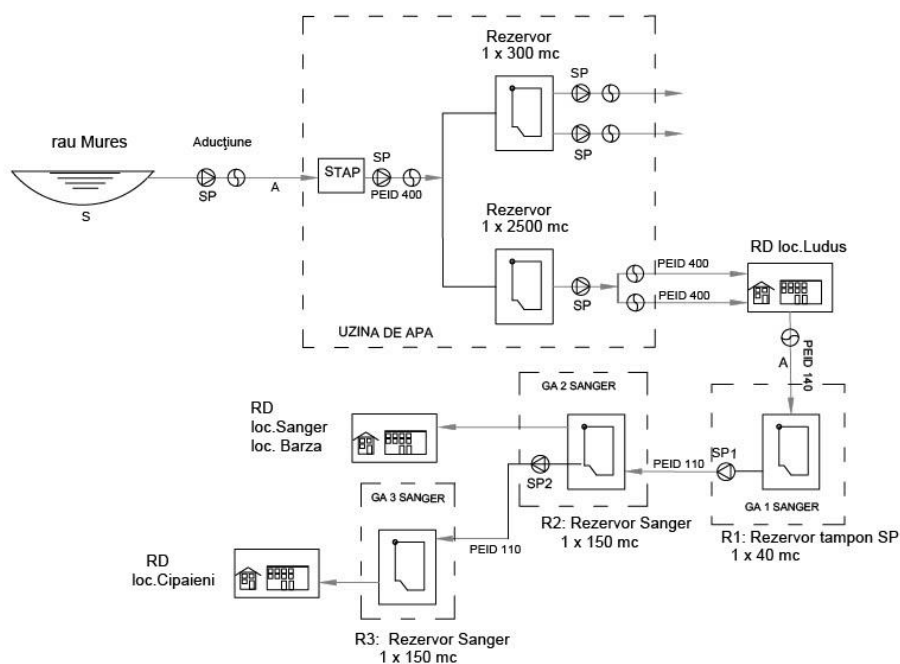 Rezervor
1 x 300 mc
SP
SP
rau Mures
Aducţiune
SP
A
S
STAP
SP
PEID 400
Rezervor
1 x 2500 mc
SP
PEID 400
PEID 400
RD loc.Ludus
UZINA DE APA
A
PEID 140
GA 2 SANGER
RD
loc.Sanger
loc. Barza
SP2
PEID 110
SP1
GA 1 SANGER
R1: Rezervor tampon SP
1 x 40 mc
GA 3 SANGER
R2: Rezervor Sanger
1 x 150 mc
PEID 110
RD
loc.Cipaieni
R3: Rezervor Sanger
1 x 150 mc